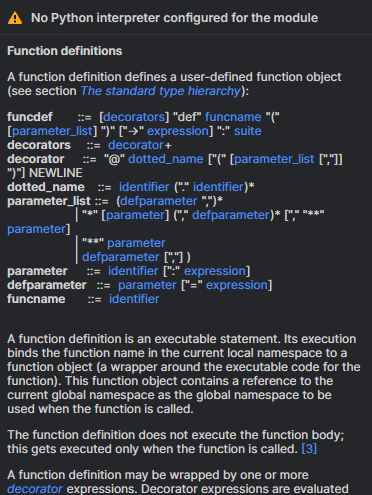 No Python interpreter configured for the module
Function definitions
A function definition defines a user-defined function object
(see section The standard type hierarchy):
funcdef ::= [decorators] "def" funcname "("
[parameter_list] ")" ["->" expression] ":" suite
decorators ::= decorator+
decorator ::= "@" dotted_name ["(" [parameter_list [","]]
")"] NEWLINE
dotted_name ::= identifier ("." identifier)*
parameter_list ::= (defparameter ",")*
| "*" [parameter] ("," defparameter)* ["," "**"
parameter]
| "**" parameter
| defparameter [","] )
parameter ::= identifier [":" expression]
defparameter ::= parameter ["=" expression]
funcname ::= identifier
A function definition is an executable statement. Its execution
binds the function name in the current local namespace to a
function object (a wrapper around the executable code for the
function). This function object contains a reference to the
current global namespace as the global namespace to be
used when the function is called.
The function definition does not execute the function body;
this gets executed only when the function is called. [3]
A function definition may be wrapped by one or more
decorator expressions. Decorator expressions are evaluated